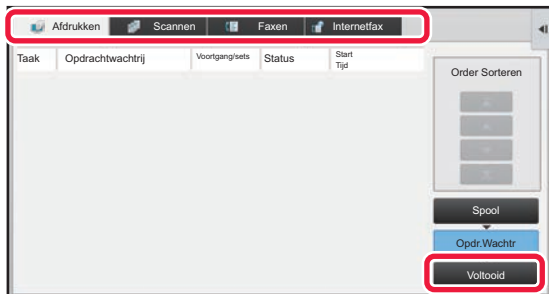 Afdrukken Scannen Faxen Internetfax
Taak Opdrachtwachtrij Voortgang/sets Status Start
Tijd
Order Sorteren
Spool
Opdr.Wachtr
Voltooid